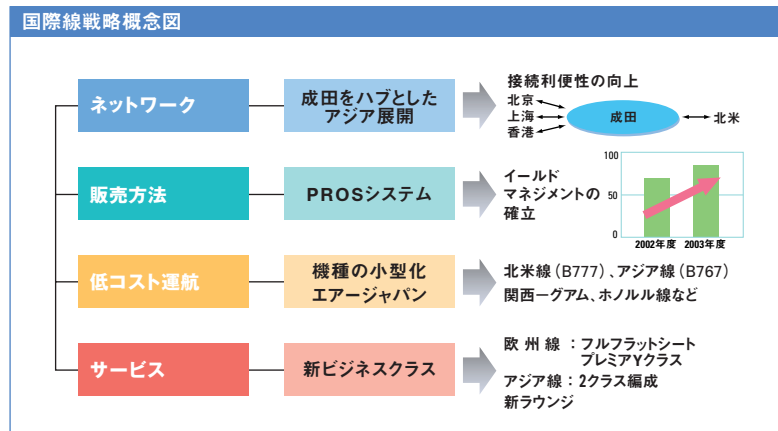 国際線戦略概念図
ネットワーク
成田をハブとした
アジア展開
接続利便性の向上
北京
上海
香港
成田
北米
販売方法
PROSシステム
イールド
マネジメントの
確立
100
50
0
2002年度
2003年度
低コスト運航
機種の小型化
エアージャパン
北米線（B777）、アジア線（B767）
関西ーグアム、ホノルル線など
サービス
新ビジネスクラス
欧州線：フルフラットシート
プレミアYクラス
アジア線：2クラス編成
新ラウンジ